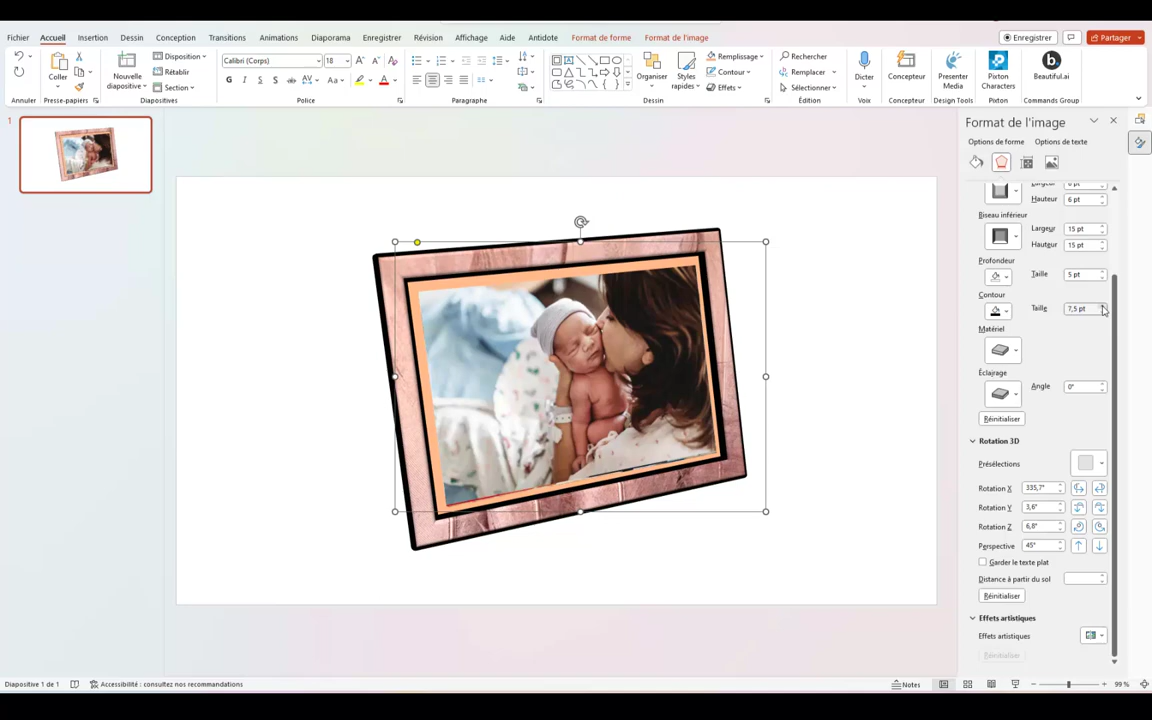 Fichier Accueil Insertion Dessin Conception Transitions Animations Diaporama Enregistrer Révision Affichage Aide Antidote Format de forme Format de l'image Enregistrer Partager
Coller
Nouvelle diapositive
Disposition
Rétablir
Section
Calibri (Corps) 18
G I S S ab AV Aa A
Organiser
Styles rapides
Remplissage
Contour
Effets
Rechercher
Remplacer
Sélectionner
Dicter
Concepteur
Presenter Media
Pixton Characters
Beautiful.ai
Annuler Presse-papiers Diapositives Police Paragraphe Dessin Édition Voix Concepteur Design Tools Pixton Commands Group
1
Format de l'image
Options de forme Options de texte
Hauteur 6 pt
Biseau inférieur
Largeur 15 pt
Hauteur 15 pt
Profondeur
Taille 5 pt
Contour
Taille 7,5 pt
Matériel
Éclairage
Angle 0°
Réinitialiser
Rotation 3D
Présélections
Rotation X 335,7°
Rotation Y 3,6°
Rotation Z 6,8°
Perspective 45°
Garder le texte plat
Distance à partir du sol
Réinitialiser
Effets artistiques
Effets artistiques
Réinitialiser
Diapositive 1 de 1 Accessibilité : consultez nos recommandations Notes 99 %